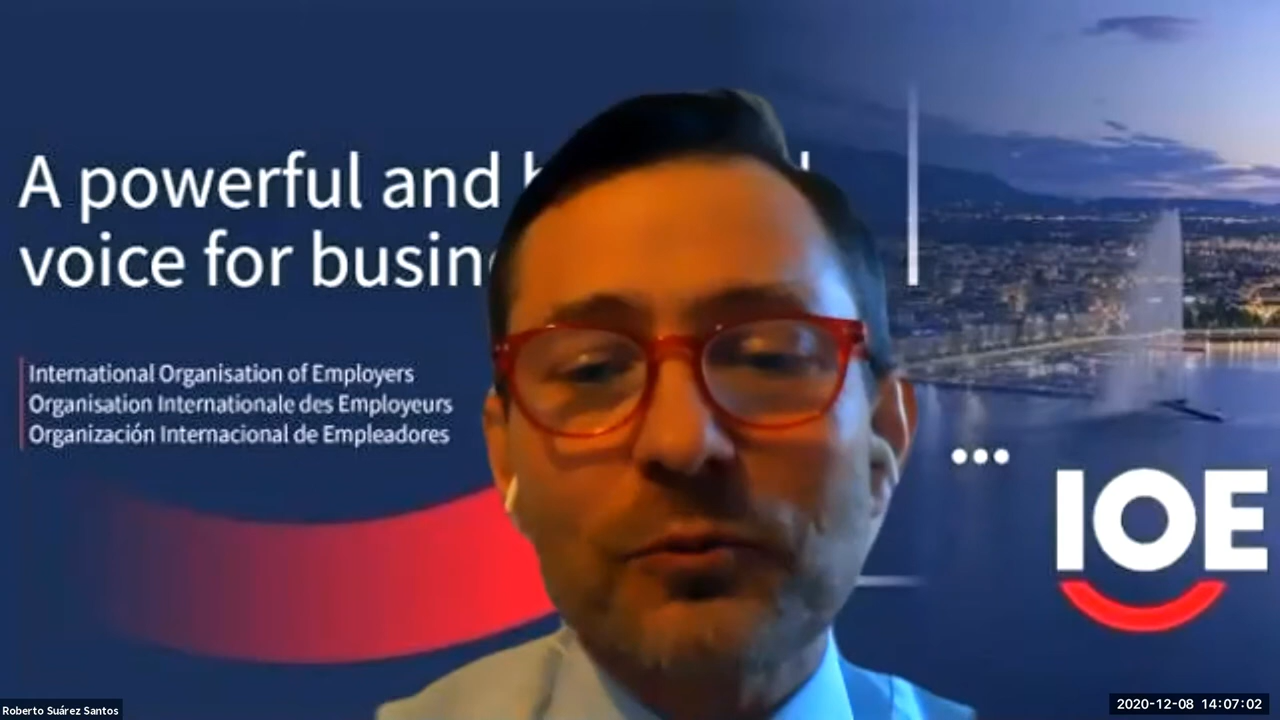 A powerful and
voice for busin
International Organisation of Employers
Organisation Internationale des Employeurs
Organización Internacional de Empleadores
IOE
Roberto Suárez Santos
2020-12-08 14:07:02